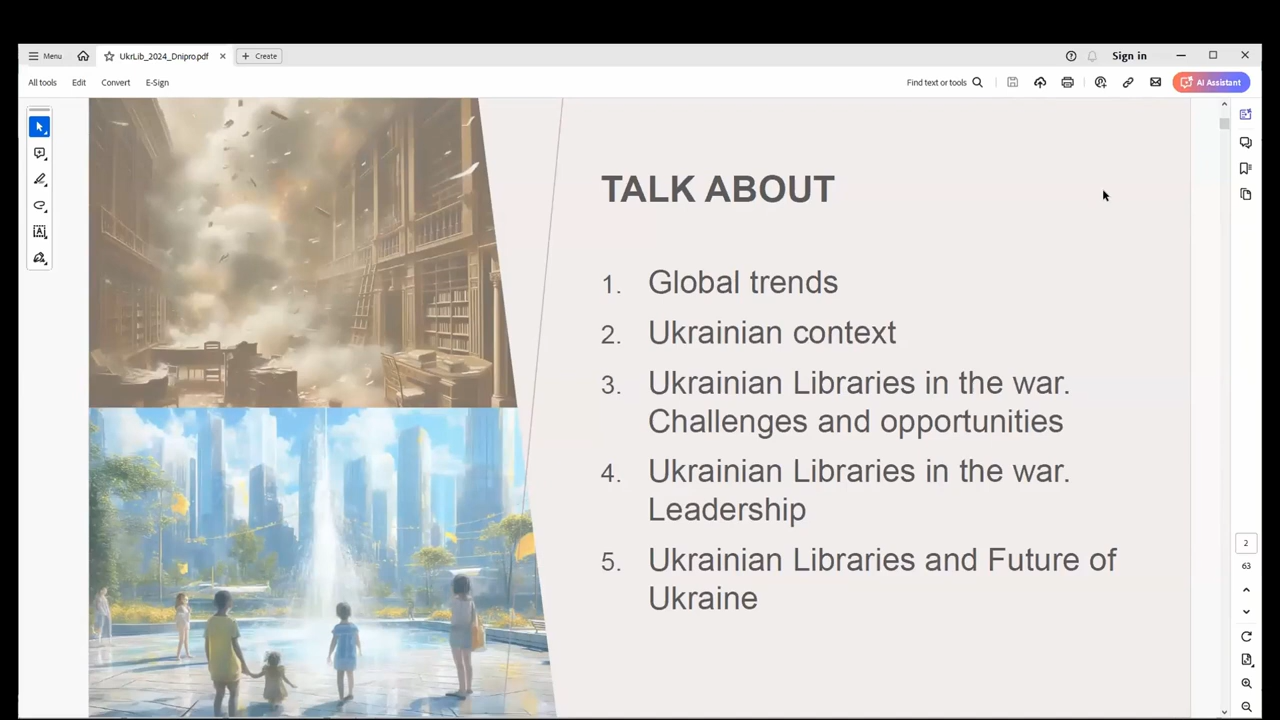 Menu
UkrLib_2024_Dnipro.pdf
Create
Sign in
All tools
Edit
Convert
E-Sign
Find text or tools
AI Assistant
TALK ABOUT
1. Global trends
2. Ukrainian context
3. Ukrainian Libraries in the war.
Challenges and opportunities
4. Ukrainian Libraries in the war.
Leadership
5. Ukrainian Libraries and Future of
Ukraine
2
63